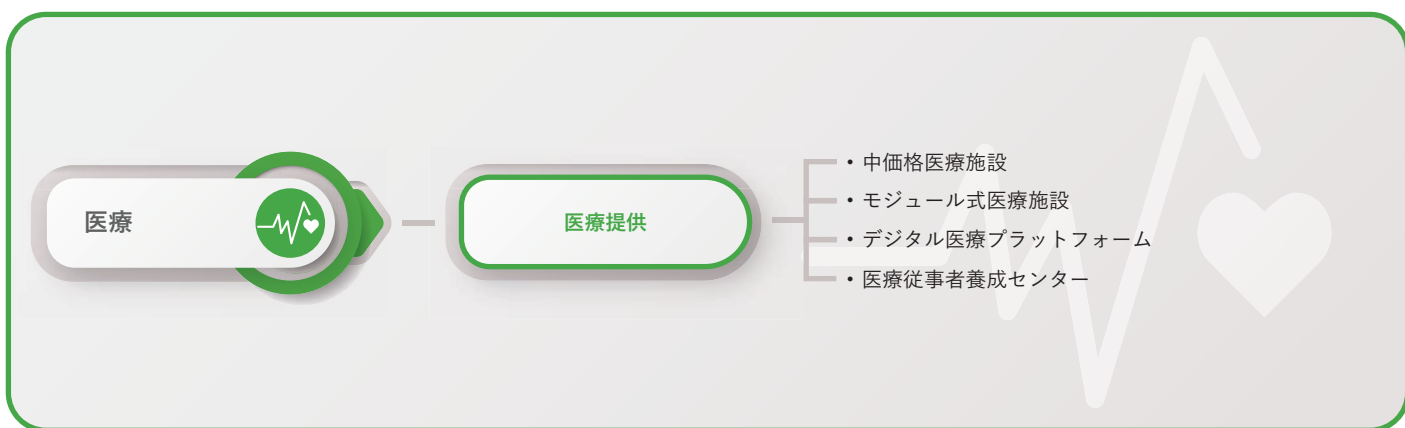 医療
医療提供
・中価格医療施設
・モジュール式医療施設
・デジタル医療プラットフォーム
・医療従事者養成センター